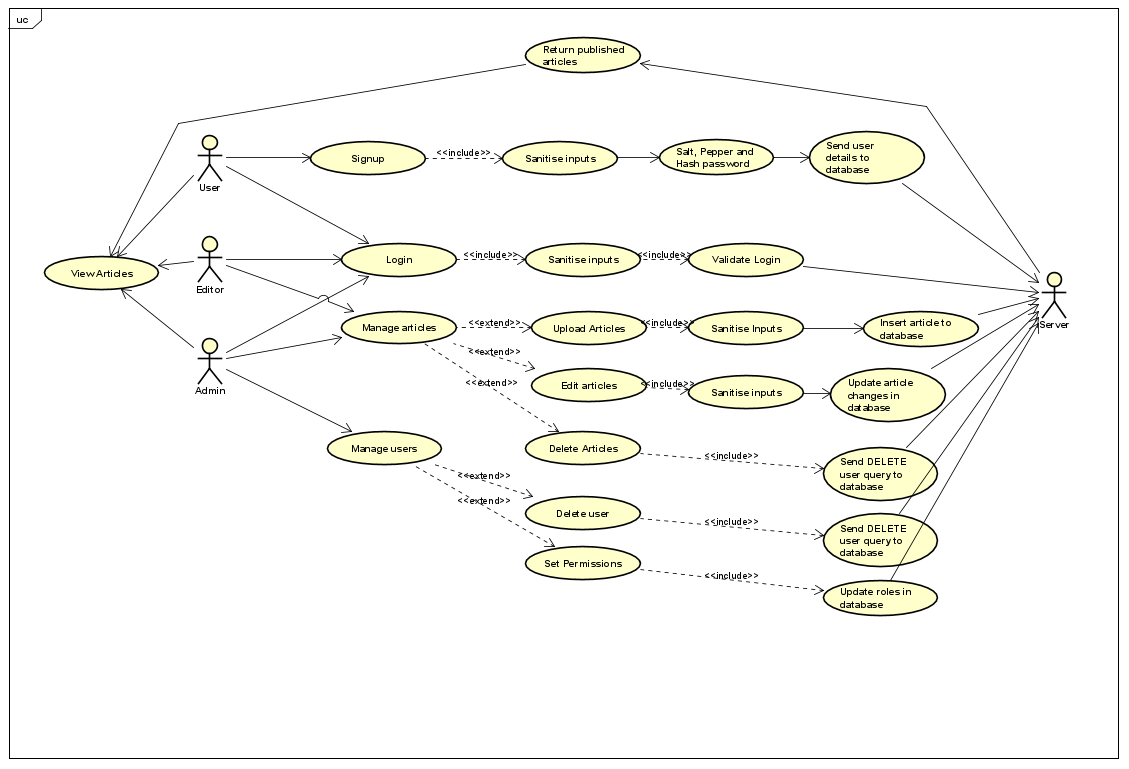 uc
Return published
articles
User
Signup
<<include>>
Sanitise inputs
Salt, Pepper and
Hash password
Send user
details to
database
View Articles
Editor
Login
<<include>>
Sanitise inputs
<<include>>
Validate Login
Server
Manage articles
<<extend>>
Upload Articles
<<include>>
Sanitise Inputs
Insert article to
database
Admin
<<extend>>
Edit articles
<<include>>
Sanitise inputs
Update article
changes in
database
<<extend>>
Delete Articles
<<include>>
Send DELETE
user query to
database
Manage users
<<extend>>
Delete user
<<include>>
Send DELETE
user query to
database
<<extend>>
Set Permissions
<<include>>
Update roles in
database